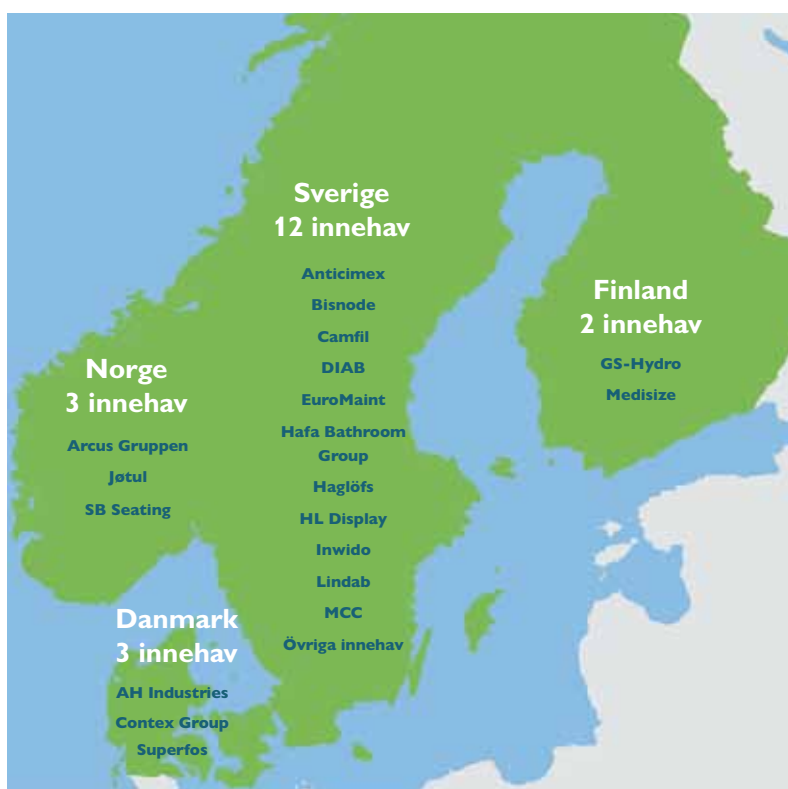 Sverige
12 innehav
Anticimex
Bisnode
Camfil
DIAB
EuroMaint
Hafa Bathroom
Group
Haglöfs
HL Display
Inwido
Lindab
MCC
Övriga innehav
Finland
2 innehav
GS-Hydro
Medisize
Norge
3 innehav
Arcus Gruppen
Jøtul
SB Seating
Danmark
3 innehav
AH Industries
Contex Group
Superfos